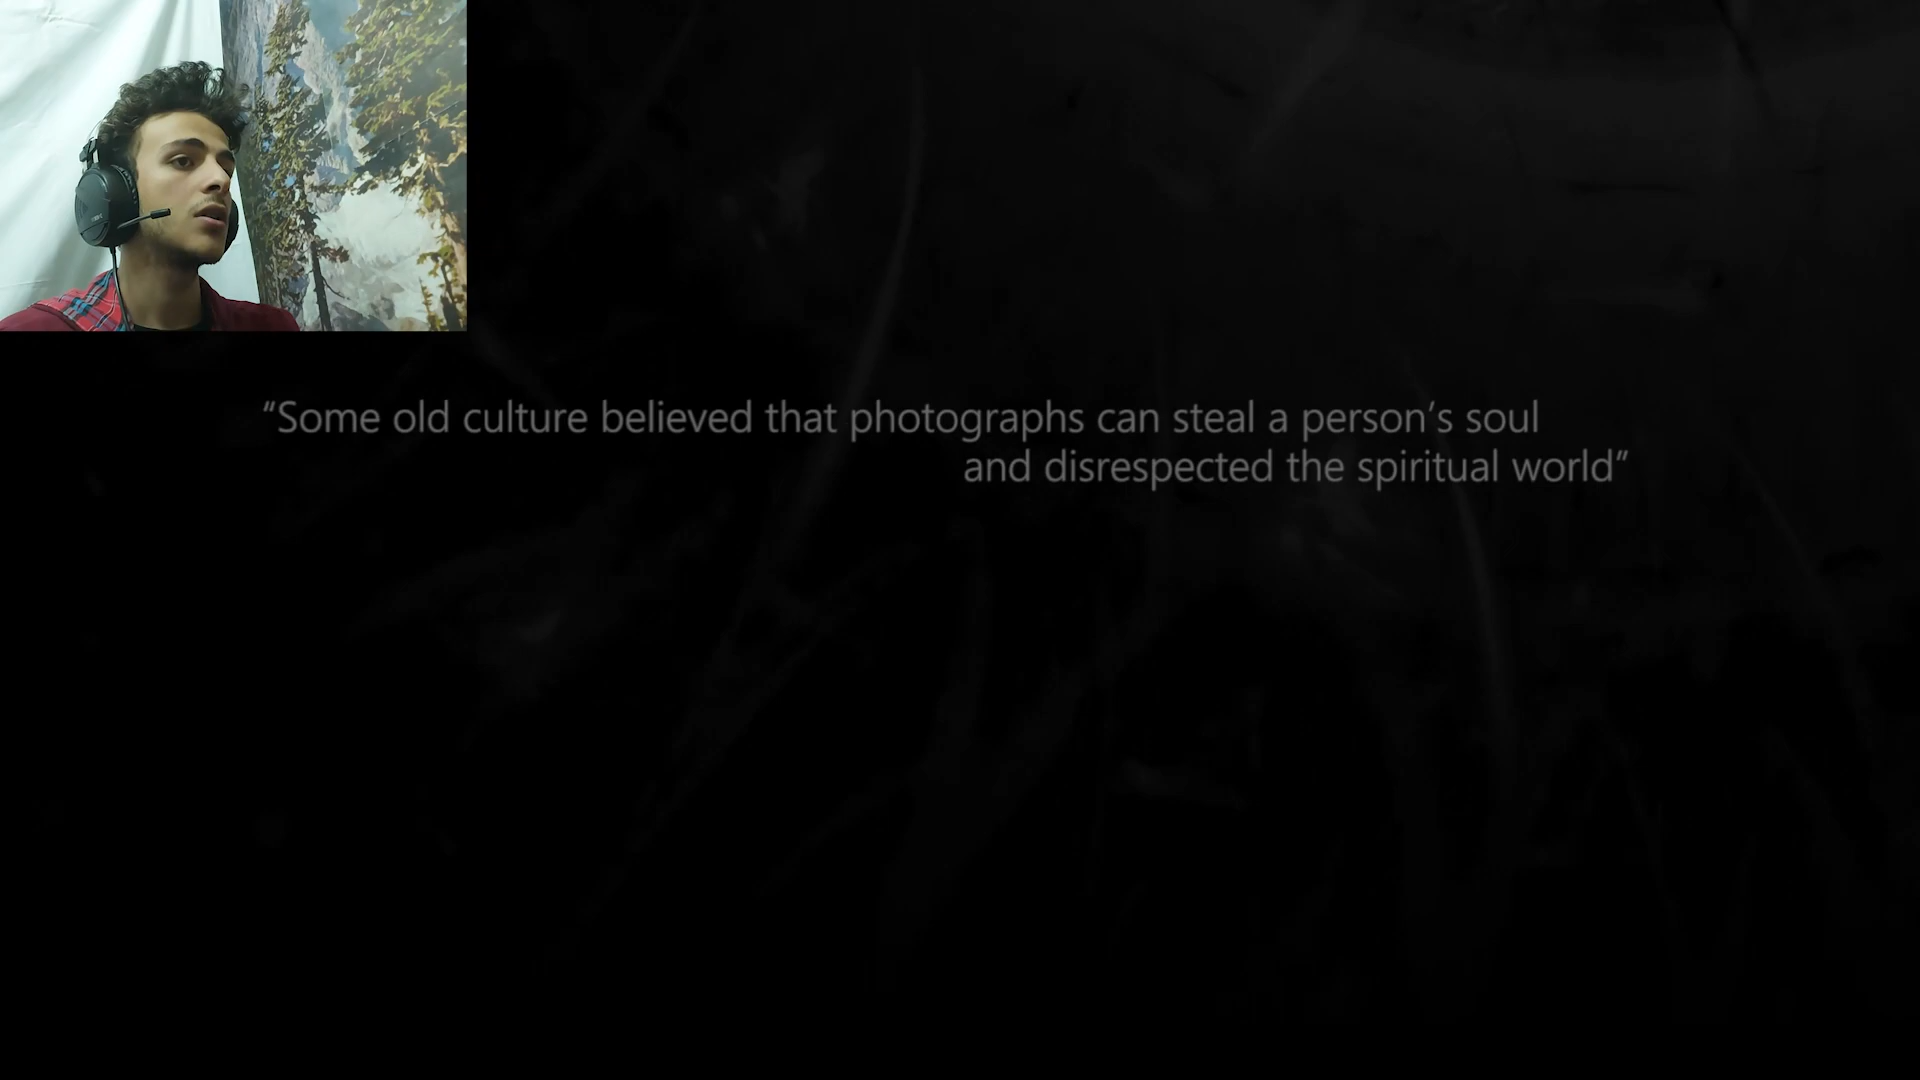 “Some old culture believed that photographs can steal a person’s soul
and disrespected the spiritual world”